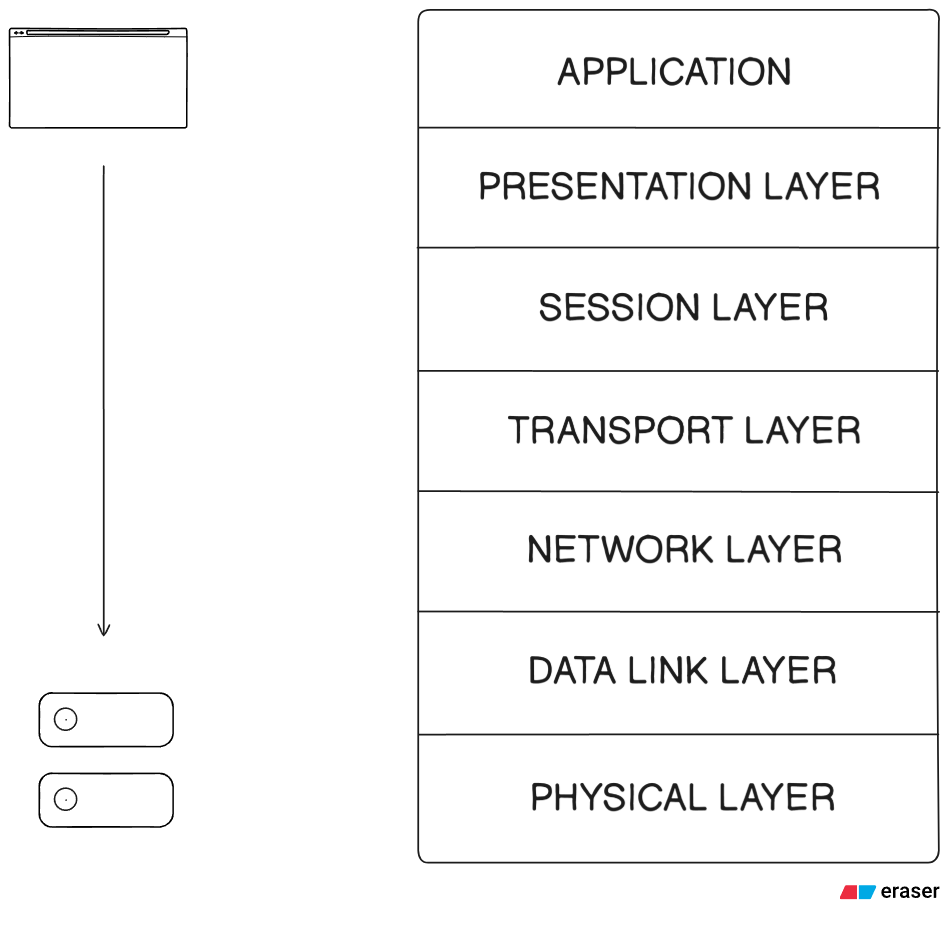 APPLICATION
PRESENTATION LAYER
SESSION LAYER
TRANSPORT LAYER
NETWORK LAYER
DATA LINK LAYER
PHYSICAL LAYER
eraser